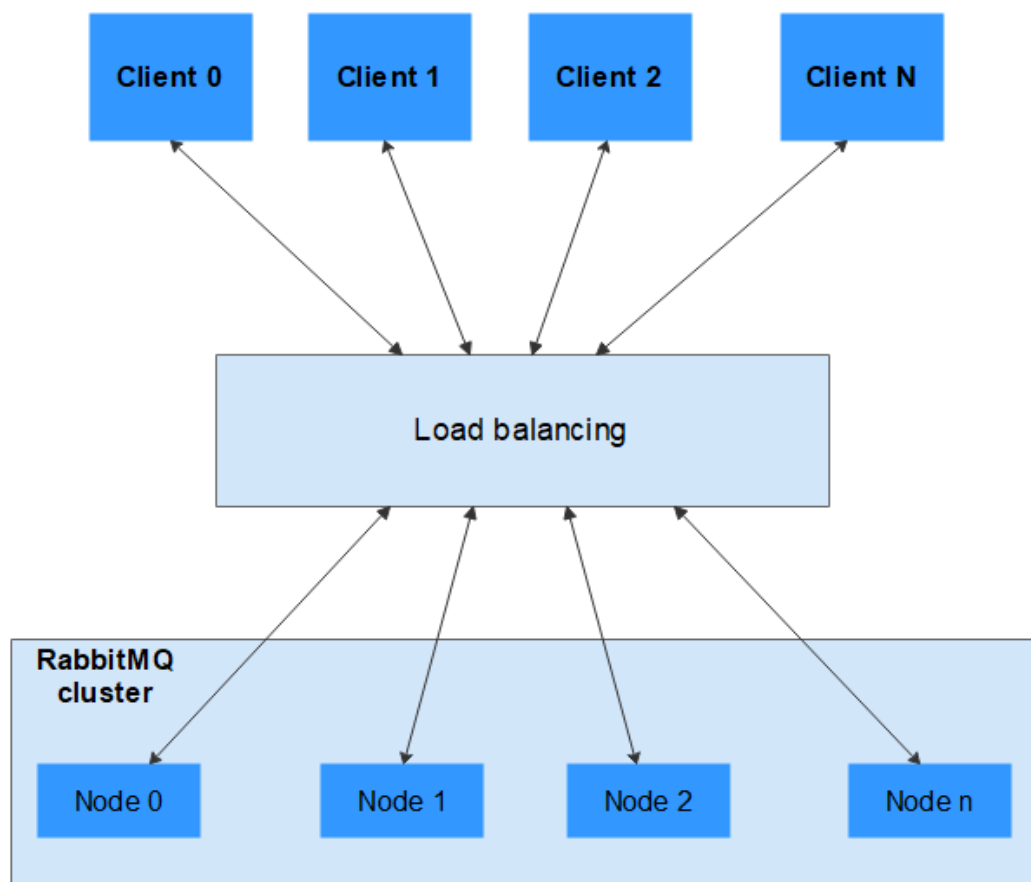 Client 0
Client 1
Client 2
Client N
Load balancing
RabbitMQ
cluster
Node 0
Node 1
Node 2
Node n